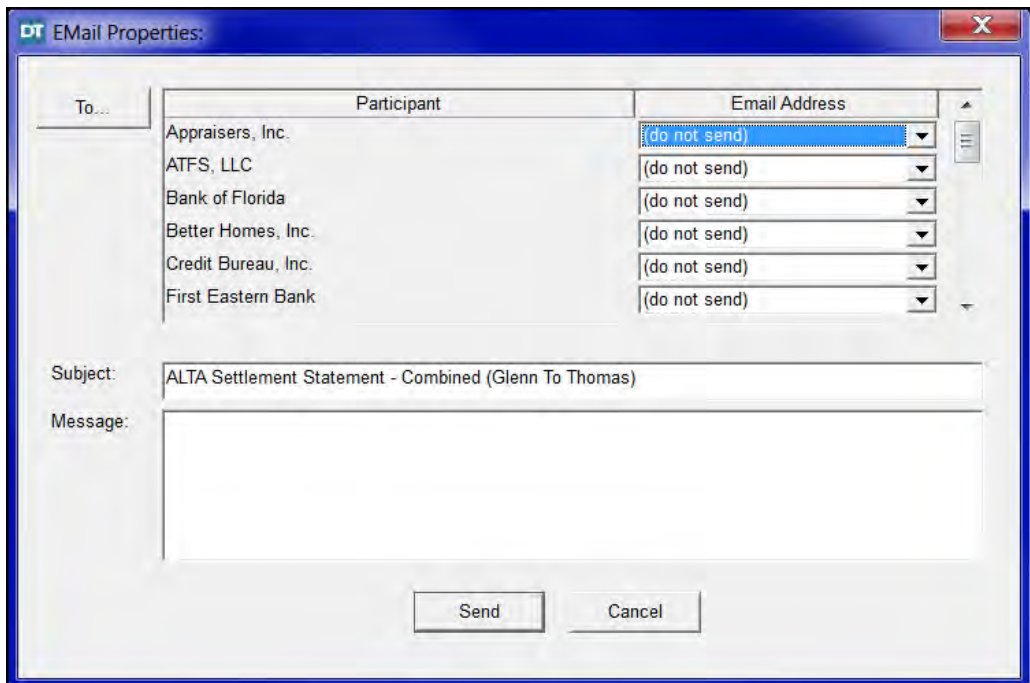 DT EMail Properties:
To...
Participant Email Address
Appraisers, Inc. (do not send)
ATFS, LLC (do not send)
Bank of Florida (do not send)
Better Homes, Inc. (do not send)
Credit Bureau, Inc. (do not send)
First Eastern Bank (do not send)
Subject: ALTA Settlement Statement - Combined (Glenn To Thomas)
Message:
Send Cancel